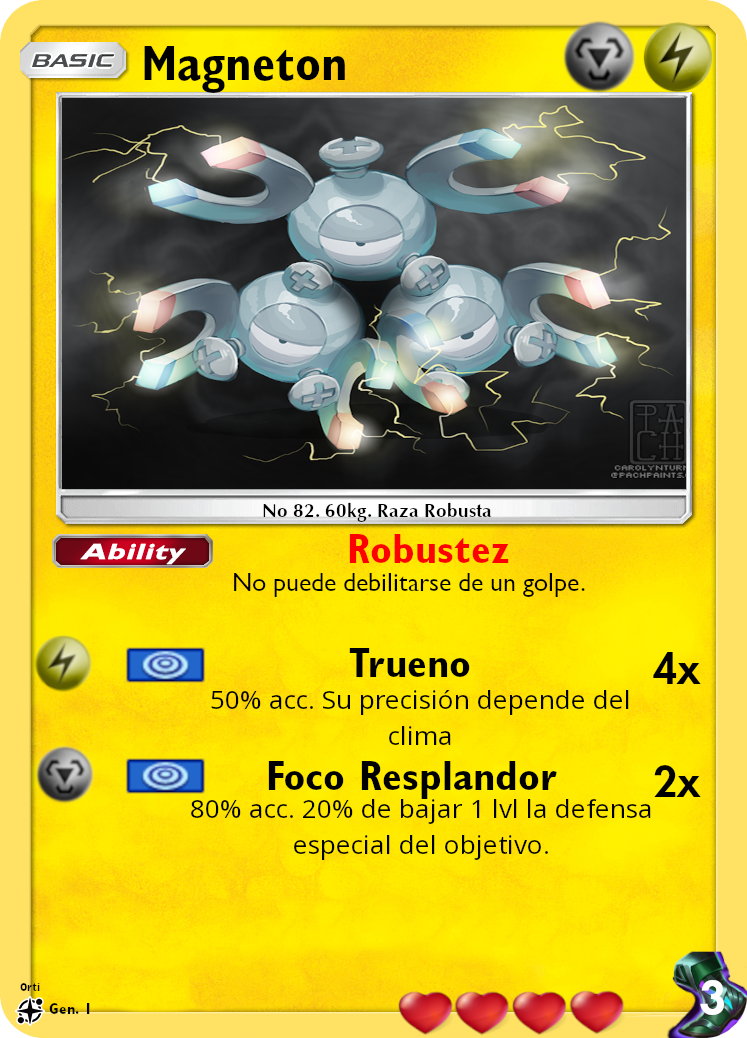 BASIC Magneton
PACH
CAROLYNTURN
@PACHPAINTS.
No 82. 60kg. Raza Robusta
Ability Robustez
No puede debilitarse de un golpe.
Trueno 4x
50% acc. Su precisión depende del
clima
Foco Resplandor 2x
80% acc. 20% de bajar 1 lvl la defensa
especial del objetivo.
Orti
Gen. I
3